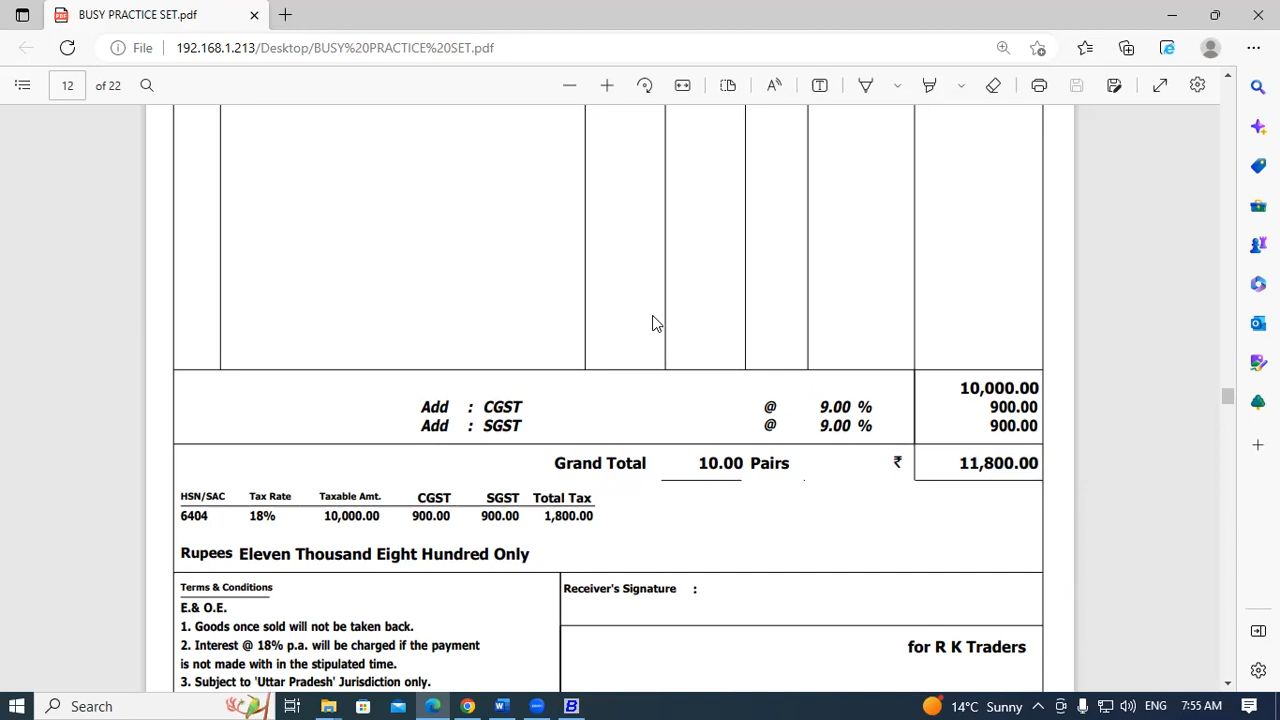 BUSY PRACTICE SET.pdf
File 192.168.1.213/Desktop/BUSY%20PRACTICE%20SET.pdf
12 of 22
10,000.00
Add : CGST @ 9.00 % 900.00
Add : SGST @ 9.00 % 900.00
Grand Total 10.00 Pairs ₹ 11,800.00
HSN/SAC Tax Rate Taxable Amt. CGST SGST Total Tax
6404 18% 10,000.00 900.00 900.00 1,800.00
Rupees Eleven Thousand Eight Hundred Only
Terms & Conditions
E.& O.E.
1. Goods once sold will not be taken back.
2. Interest @ 18% p.a. will be charged if the payment
is not made with in the stipulated time.
3. Subject to 'Uttar Pradesh' Jurisdiction only.
Receiver's Signature :
for R K Traders
Search
14°C Sunny
ENG
7:55 AM